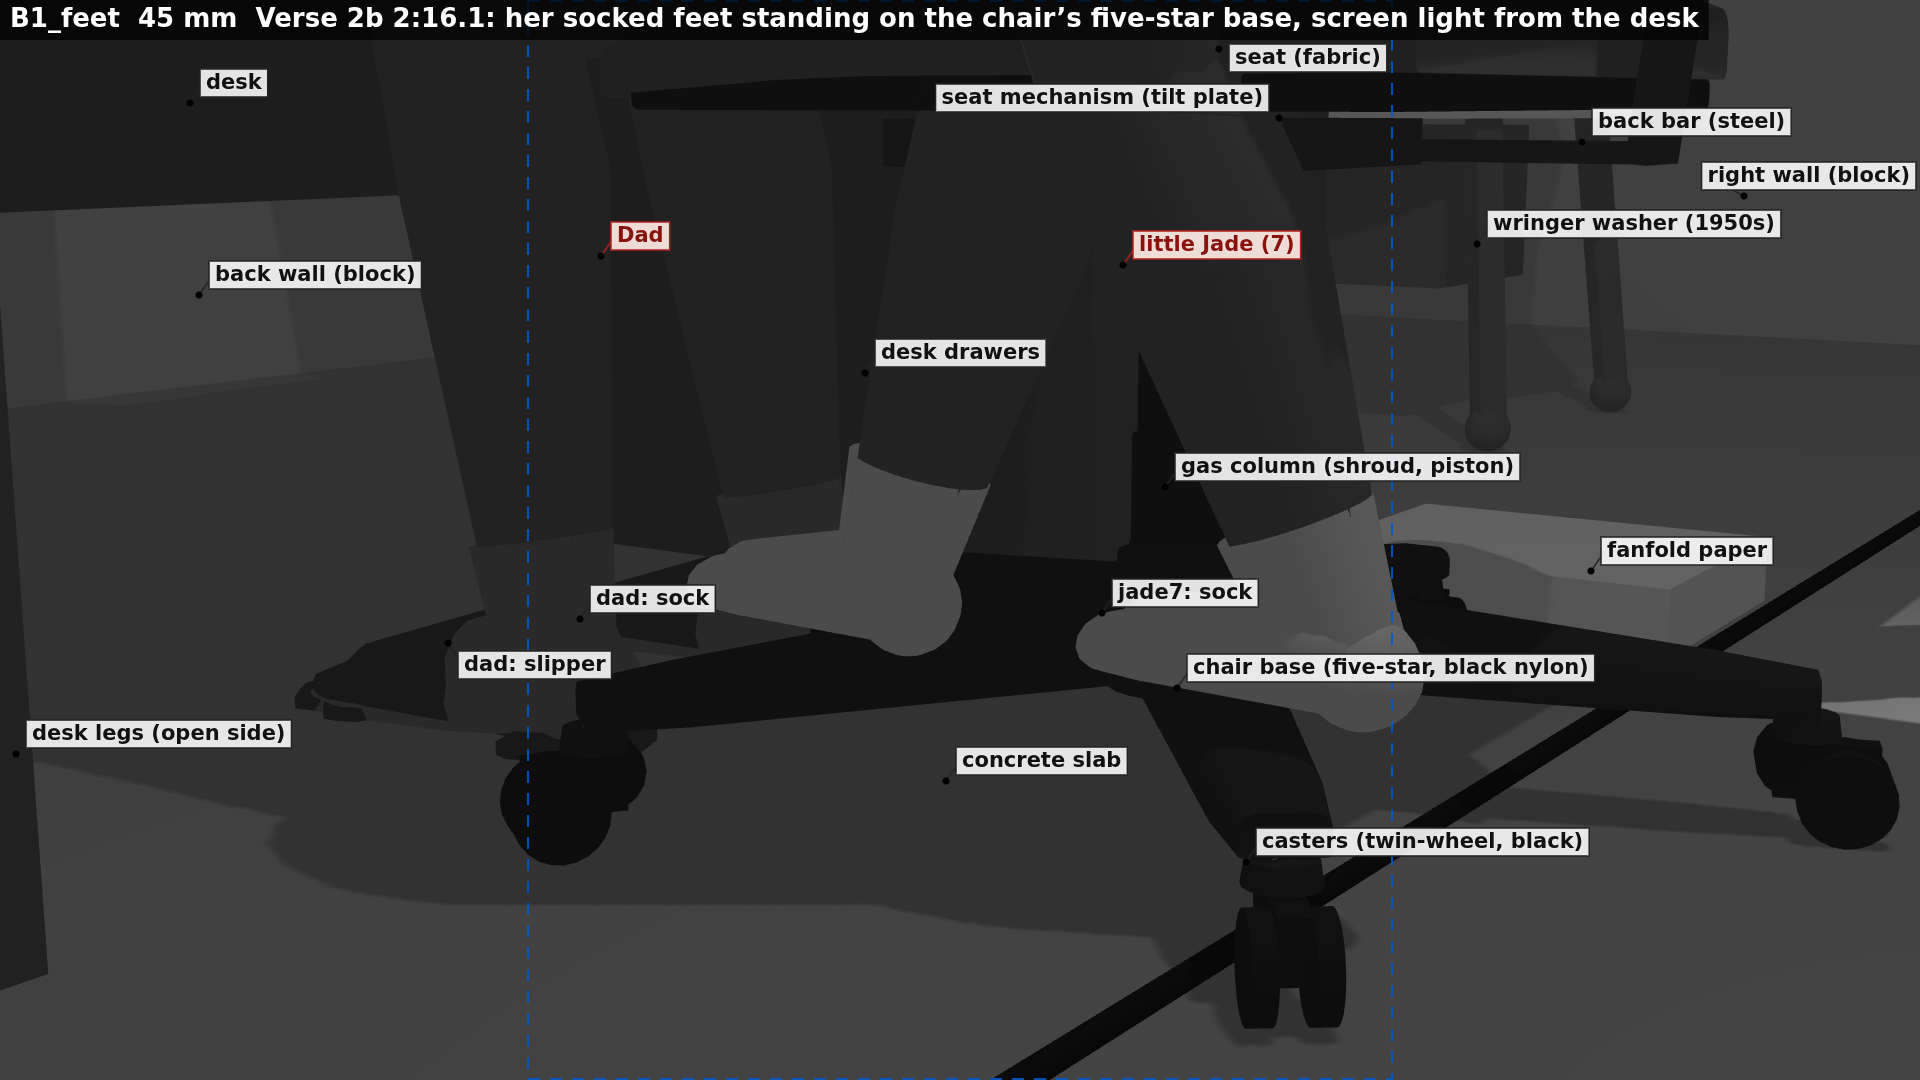 B1_feet  45 mm  Verse 2b 2:16.1: her socked feet standing on the chair’s five-star base, screen light from the desk
seat (fabric)
desk
seat mechanism (tilt plate)
back bar (steel)
right wall (block)
wringer washer (1950s)
Dad
little Jade (7)
back wall (block)
desk drawers
gas column (shroud, piston)
fanfold paper
dad: sock
jade7: sock
dad: slipper
chair base (five-star, black nylon)
desk legs (open side)
concrete slab
casters (twin-wheel, black)